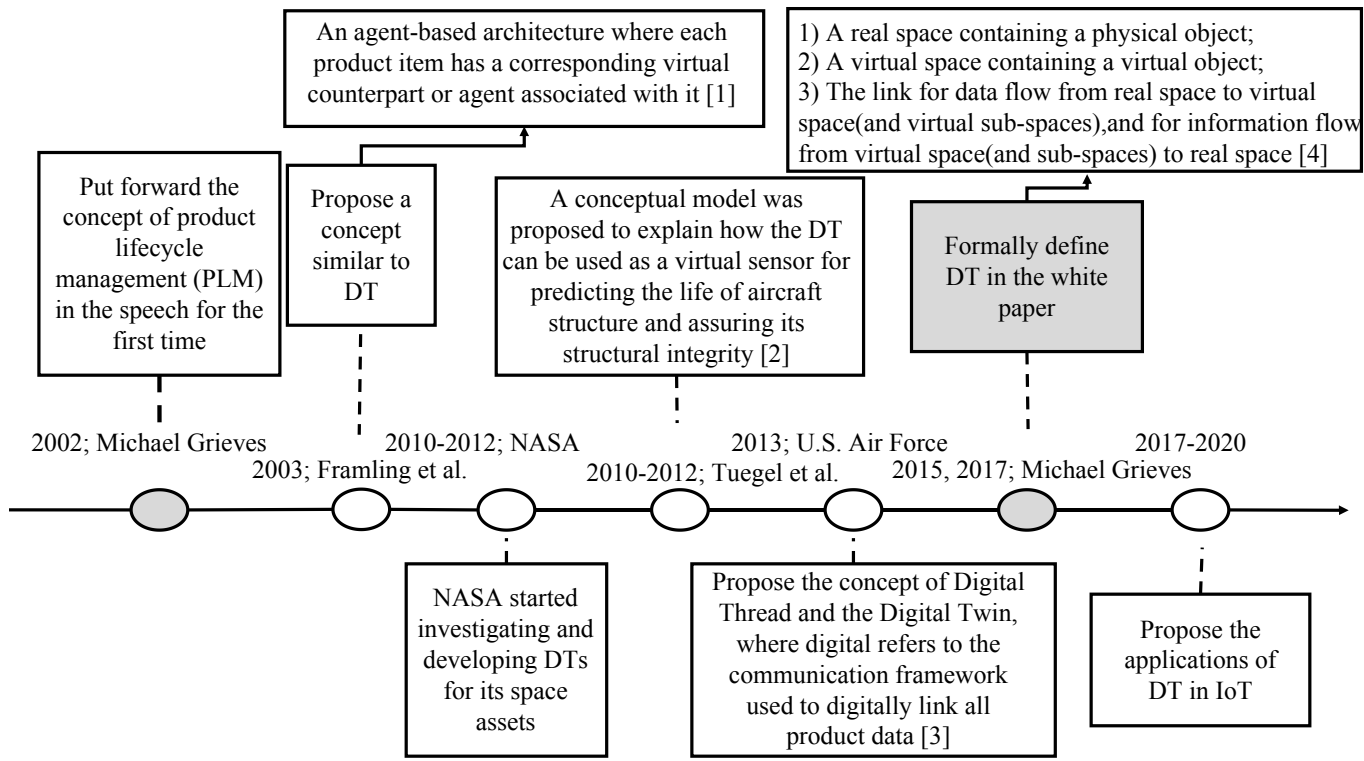 An agent-based architecture where each
product item has a corresponding virtual
counterpart or agent associated with it [1]
1) A real space containing a physical object;
2) A virtual space containing a virtual object;
3) The link for data flow from real space to virtual
space(and virtual sub-spaces),and for information flow
from virtual space(and sub-spaces) to real space [4]
Put forward the
concept of product
lifecycle
management (PLM)
in the speech for the
first time
Propose a
concept
similar to
DT
A conceptual model was
proposed to explain how the DT
can be used as a virtual sensor for
predicting the life of aircraft
structure and assuring its
structural integrity [2]
Formally define
DT in the white
paper
2002; Michael Grieves
2003; Framling et al.
2010-2012; NASA
2010-2012; Tuegel et al.
2013; U.S. Air Force
2015, 2017; Michael Grieves
2017-2020
NASA started
investigating and
developing DTs
for its space
assets
Propose the concept of Digital
Thread and the Digital Twin,
where digital refers to the
communication framework
used to digitally link all
product data [3]
Propose the
applications of
DT in IoT